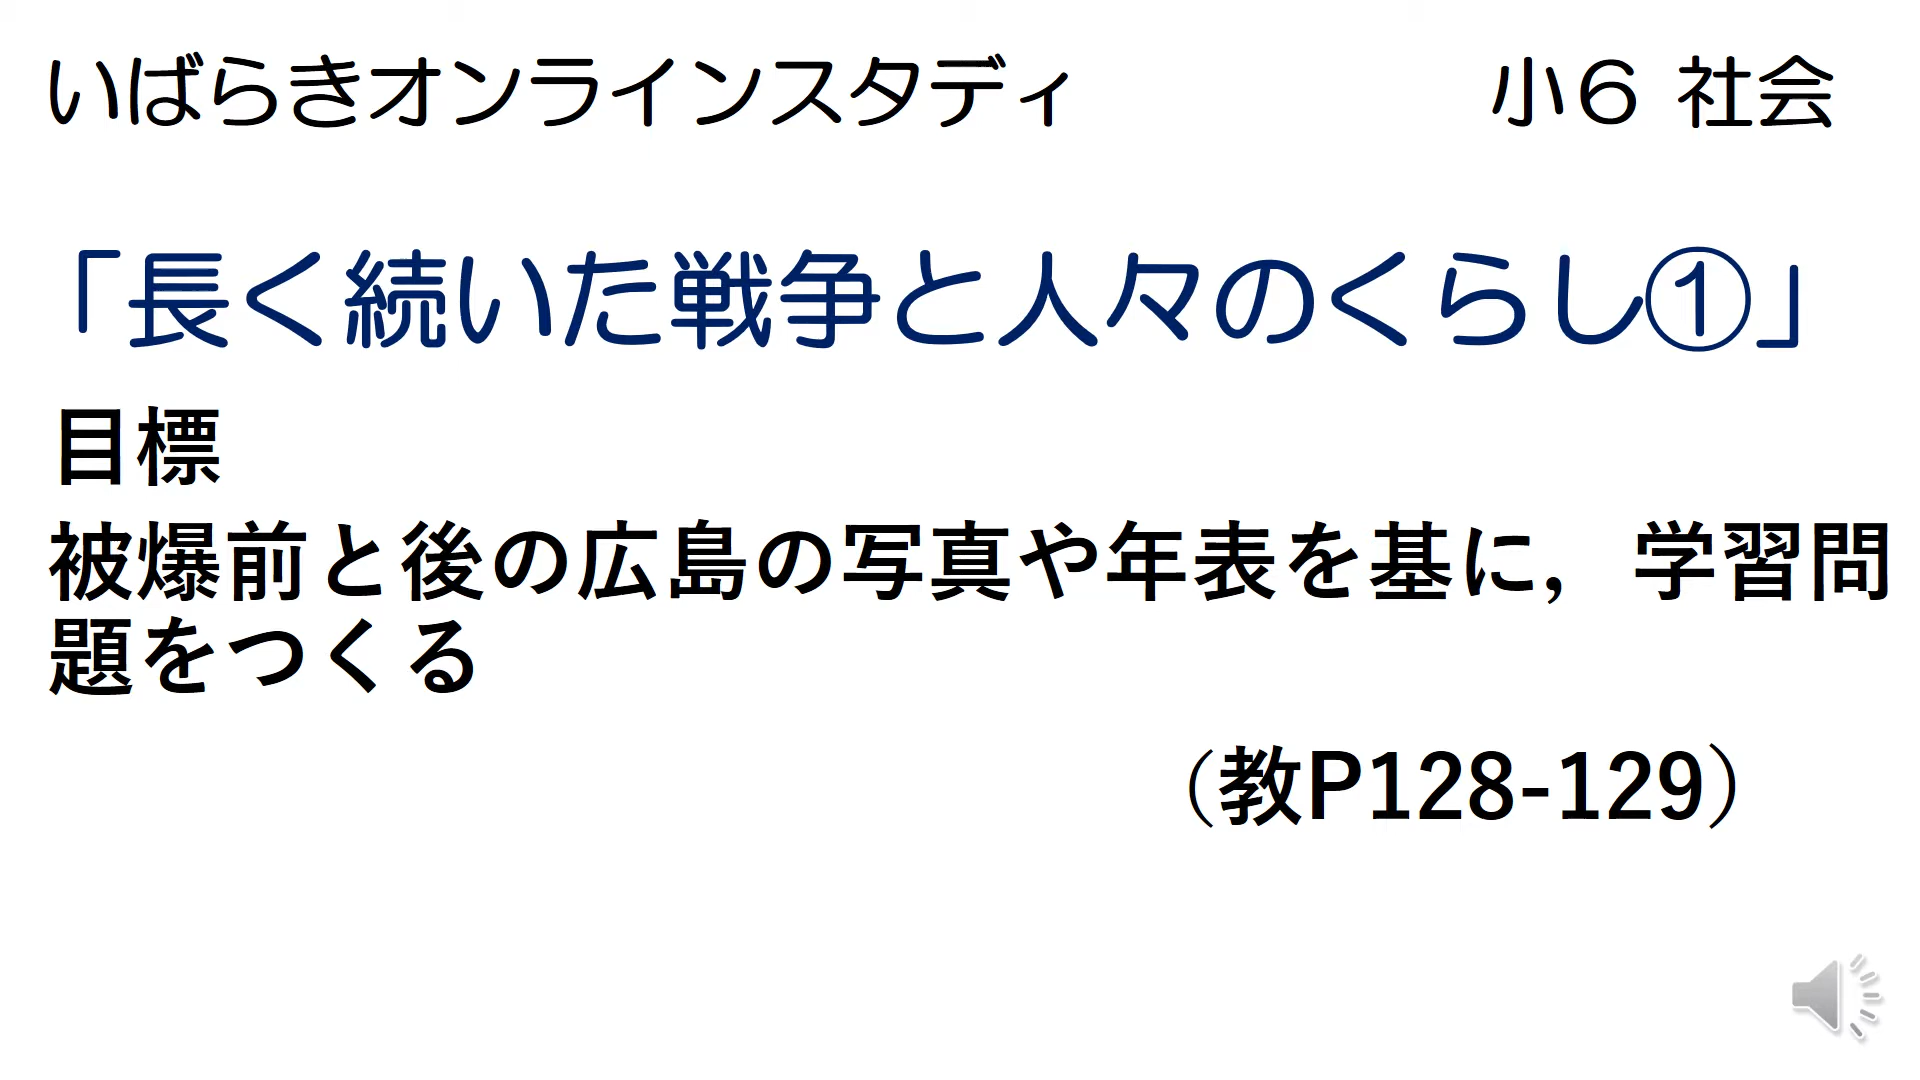 いばらきオンラインスタディ 小６ 社会
「長く続いた戦争と人々のくらし①」
目標
被爆前と後の広島の写真や年表を基に，学習問
題をつくる
（教P128-129）